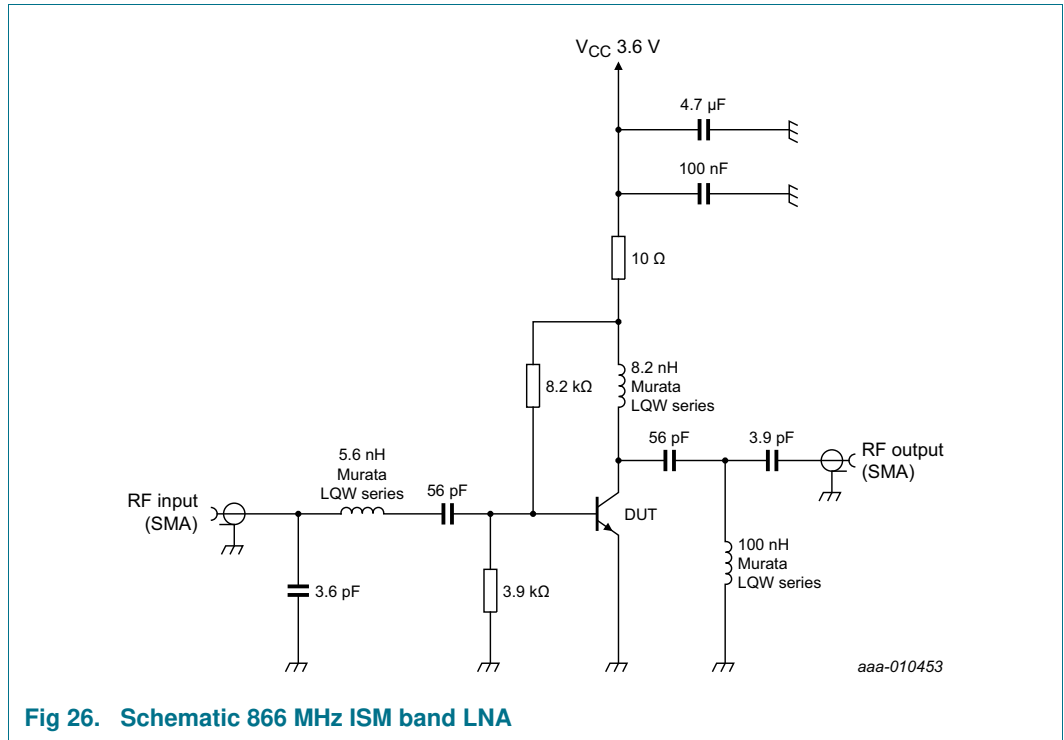 VCC 3.6 V
4.7 µF
100 nF
10 Ω
8.2 kΩ
8.2 nH
Murata
LQW series
56 pF
3.9 pF
RF output
(SMA)
5.6 nH
Murata
LQW series
56 pF
RF input
(SMA)
DUT
100 nH
Murata
LQW series
3.6 pF
3.9 kΩ
aaa-010453
Fig 26. Schematic 866 MHz ISM band LNA